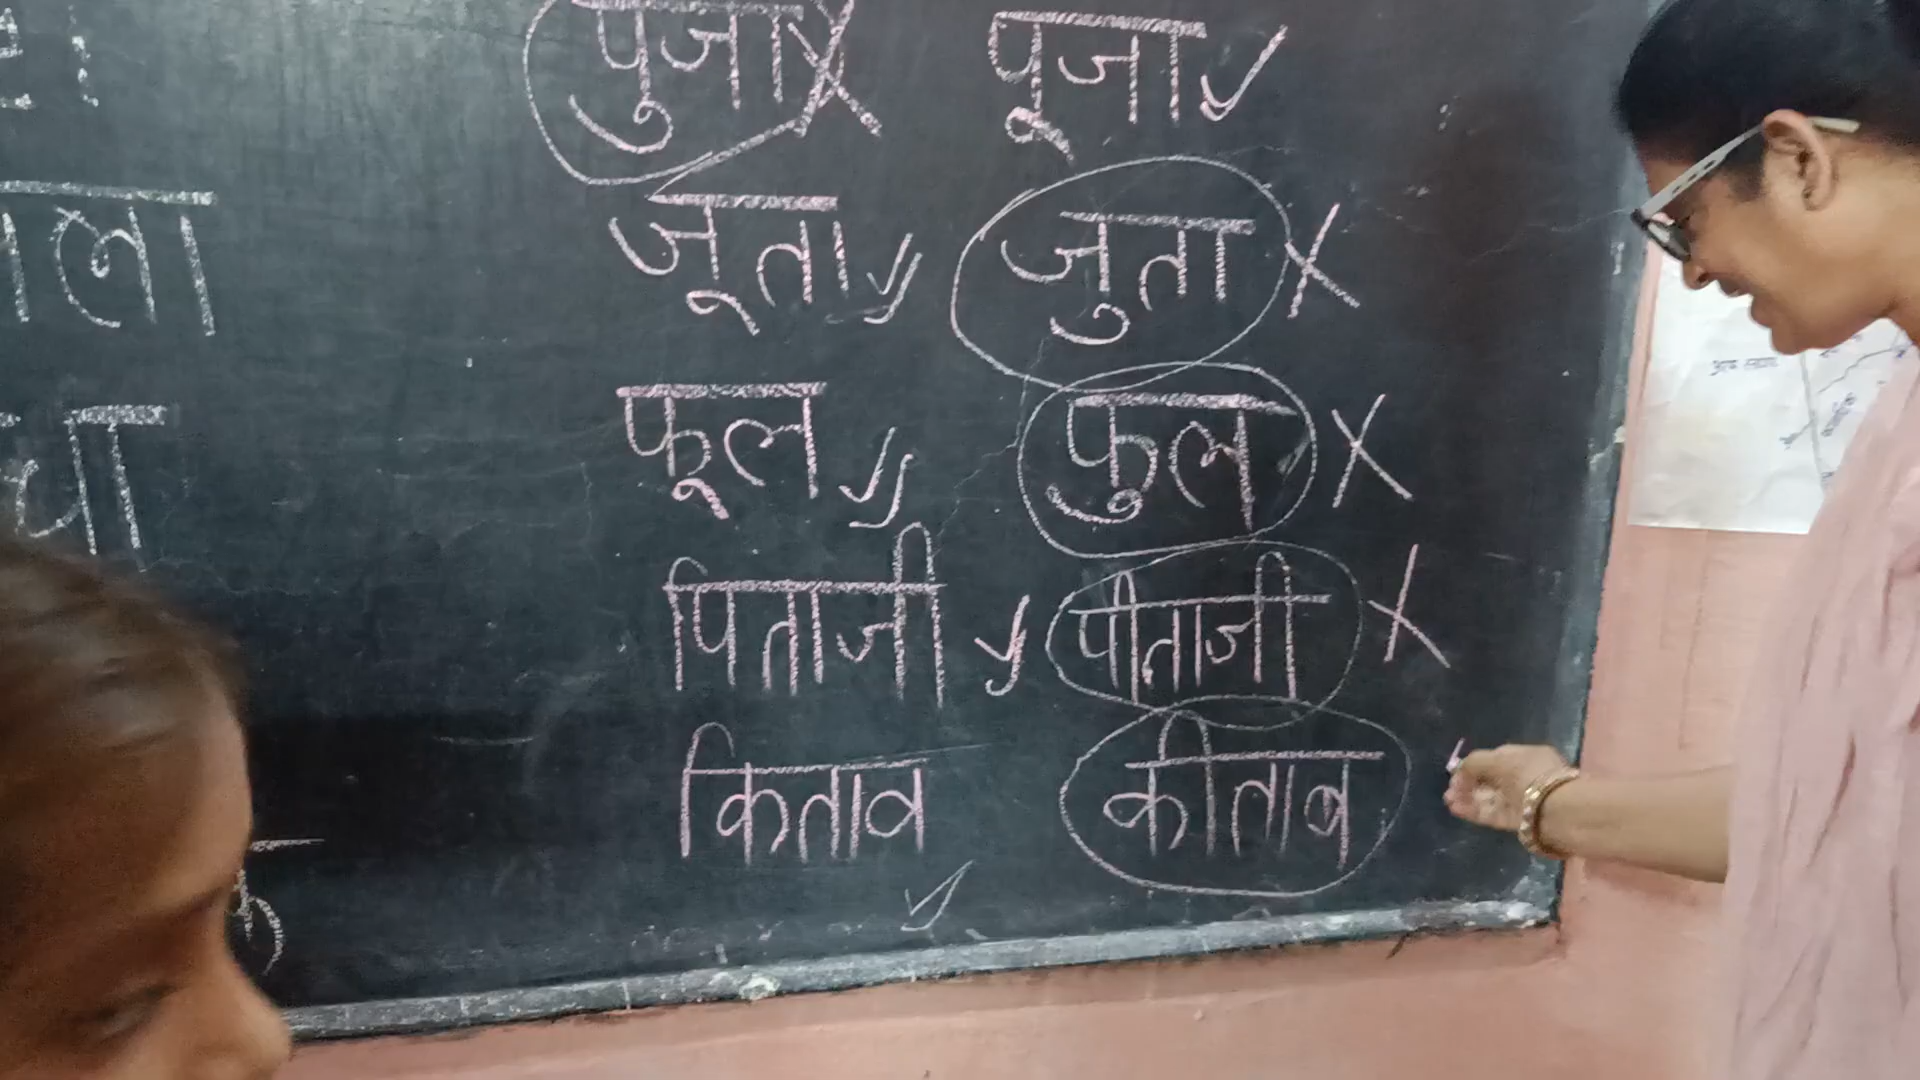 पुजा पूजा
जूता जुता
फूल फुल
पिताजी पीताजी
किताब कीताब